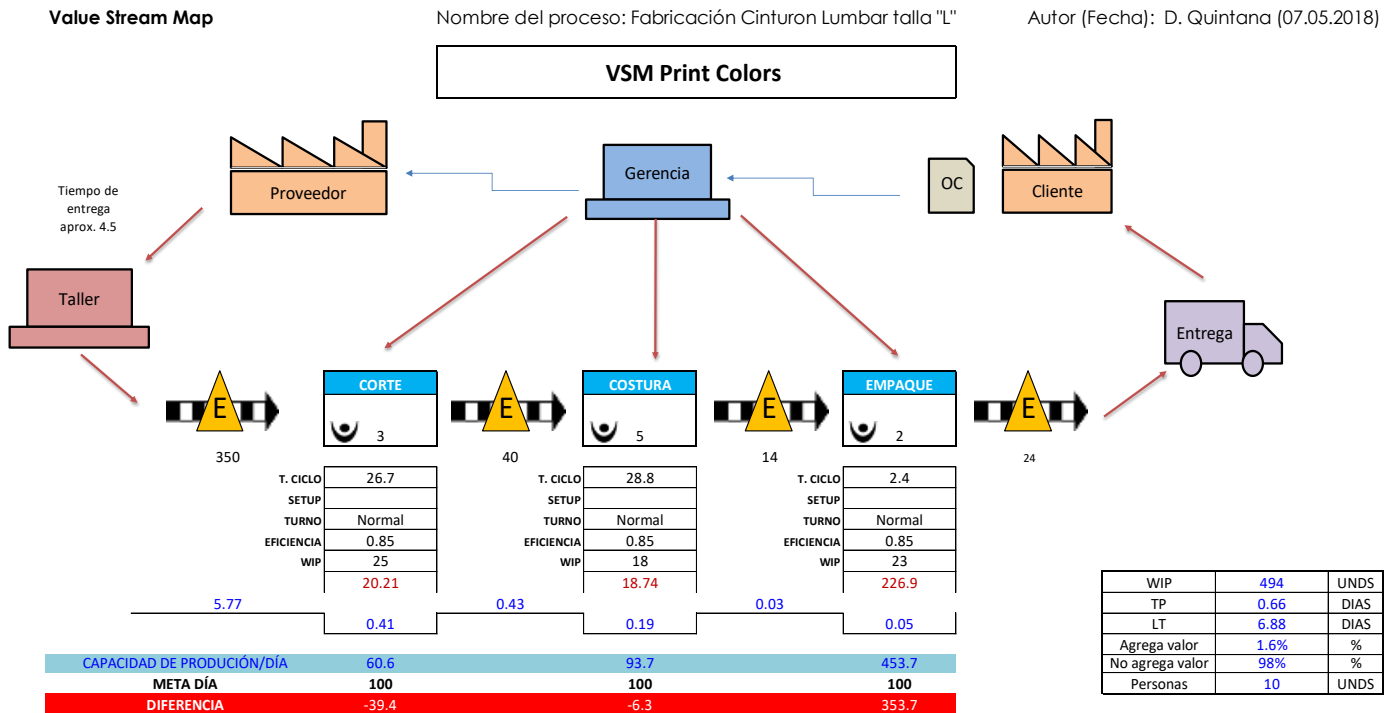 Value Stream Map
Nombre del proceso: Fabricación Cinturon Lumbar talla "L"
Autor (Fecha): D. Quintana (07.05.2018)
VSM Print Colors
Proveedor
Gerencia
OC
Cliente
Tiempo de
entrega
aprox. 4.5
Taller
Entrega
E
CORTE
3
E
COSTURA
5
E
EMPAQUE
2
E
350
40
14
24
T. CICLO 26.7
SETUP
TURNO Normal
EFICIENCIA 0.85
WIP 25
20.21
T. CICLO 28.8
SETUP
TURNO Normal
EFICIENCIA 0.85
WIP 18
18.74
T. CICLO 2.4
SETUP
TURNO Normal
EFICIENCIA 0.85
WIP 23
226.9
5.77 0.43 0.03
0.41 0.19 0.05
CAPACIDAD DE PRODUCIÓN/DÍA 60.6 93.7 453.7
META DÍA 100 100 100
DIFERENCIA -39.4 -6.3 353.7
WIP 494 UNDS
TP 0.66 DIAS
LT 6.88 DIAS
Agrega valor 1.6% %
No agrega valor 98% %
Personas 10 UNDS